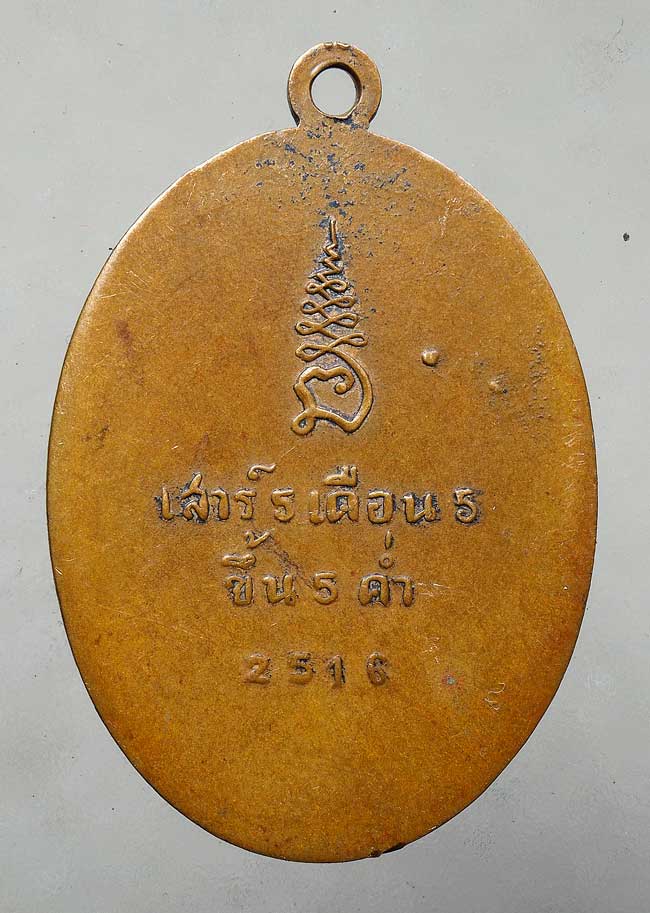 เสาร์ ๕ เดือน ๕
ขึ้น ๕ ค่ำ
2516